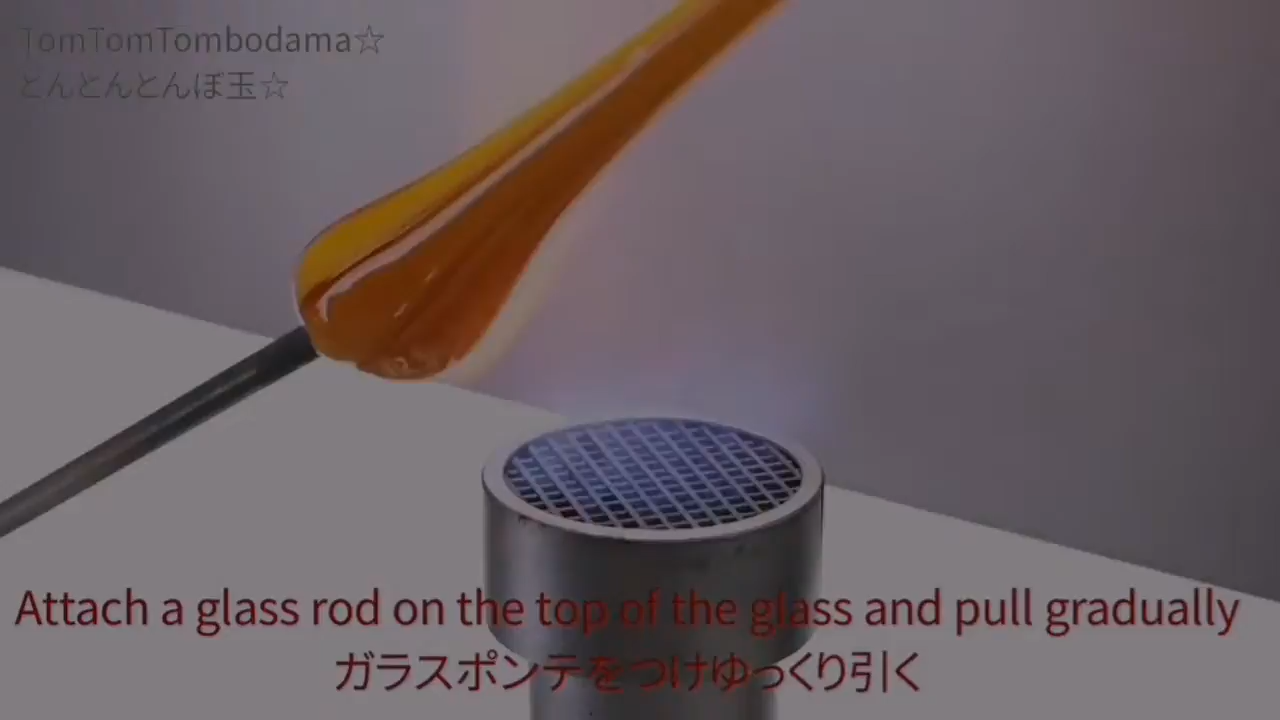 TomTomTombodama☆
とんとんとんぼ玉☆
Attach a glass rod on the top of the glass and pull gradually
ガラスポンテをつけゆっくり引く